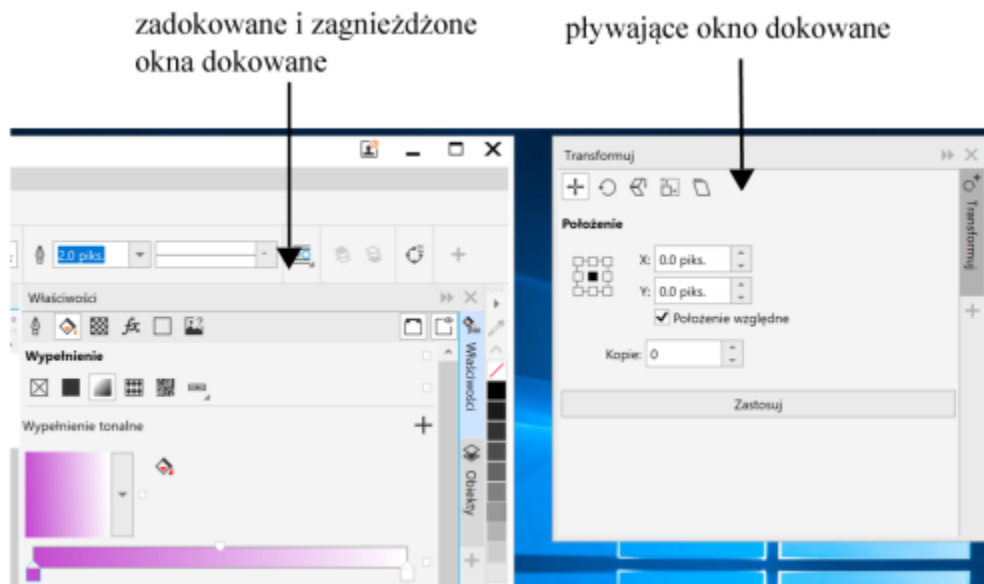 zadokowane i zagnieżdżone
okna dokowane
pływające okno dokowane
2.0 piks.
Właściwości
Wypełnienie
Wypełnienie tonalne
Właściwości
Obiekty
Transformuj
Położenie
X: 0.0 piks.
Y: 0.0 piks.
Położenie względne
Kopie: 0
Zastosuj
Transformuj